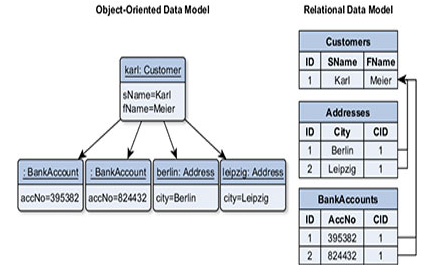 Object-Oriented Data Model
karl: Customer
sName=Karl
fName=Meier
: BankAccount
accNo=395382
: BankAccount
accNo=824432
berlin: Address
city=Berlin
leipzig: Address
city=Leipzig
Relational Data Model
Customers
ID SName FName
1 Karl Meier
Addresses
ID City CID
1 Berlin 1
2 Leipzig 1
BankAccounts
ID AccNo CID
1 395382 1
2 824432 1